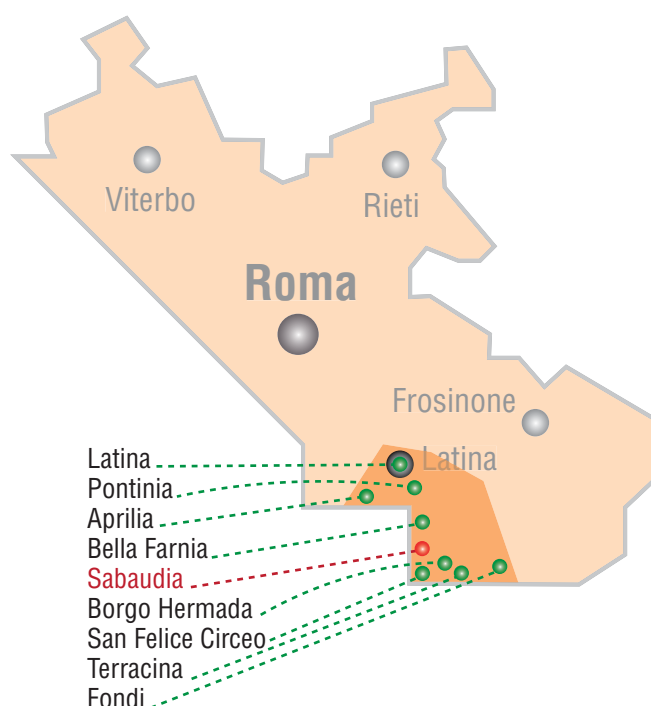 Viterbo
Rieti
Roma
Frosinone
Latina
Latina
Pontinia
Aprilia
Bella Farnia
Sabaudia
Borgo Hermada
San Felice Circeo
Terracina
Fondi